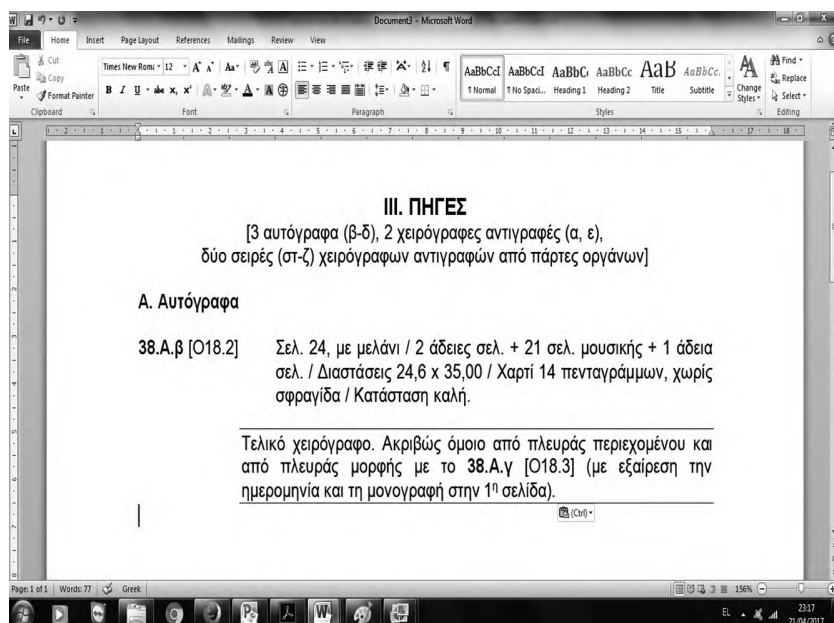 Document3 - Microsoft Word
File Home Insert Page Layout References Mailings Review View
Paste
Cut
Copy
Format Painter
Clipboard
Times New Roma 12
Font
Paragraph
AaBbCcI AaBbCcI AaBbC AaBbCc AaB AaBbCc.
¶ Normal ¶ No Spaci... Heading 1 Heading 2 Title Subtitle
Change Styles
Styles
Find
Replace
Select
Editing
III. ΠΗΓΕΣ
[3 αυτόγραφα (β-δ), 2 χειρόγραφες αντιγραφές (α, ε),
δύο σειρές (στ-ζ) χειρόγραφων αντιγραφών από πάρτες οργάνων]
Α. Αυτόγραφα
38.Α.β [Ο18.2] Σελ. 24, με μελάνι / 2 άδειες σελ. + 21 σελ. μουσικής + 1 άδεια
σελ. / Διαστάσεις 24,6 x 35,00 / Χαρτί 14 πενταγράμμων, χωρίς
σφραγίδα / Κατάσταση καλή.
Τελικό χειρόγραφο. Ακριβώς όμοιο από πλευράς περιεχομένου και
από πλευράς μορφής με το 38.Α.γ [Ο18.3] (με εξαίρεση την
ημερομηνία και τη μονογραφή στην 1η σελίδα).
(Ctrl)
Page: 1 of 1 Words: 77 Greek 156%
EL 23:17
21/04/2017